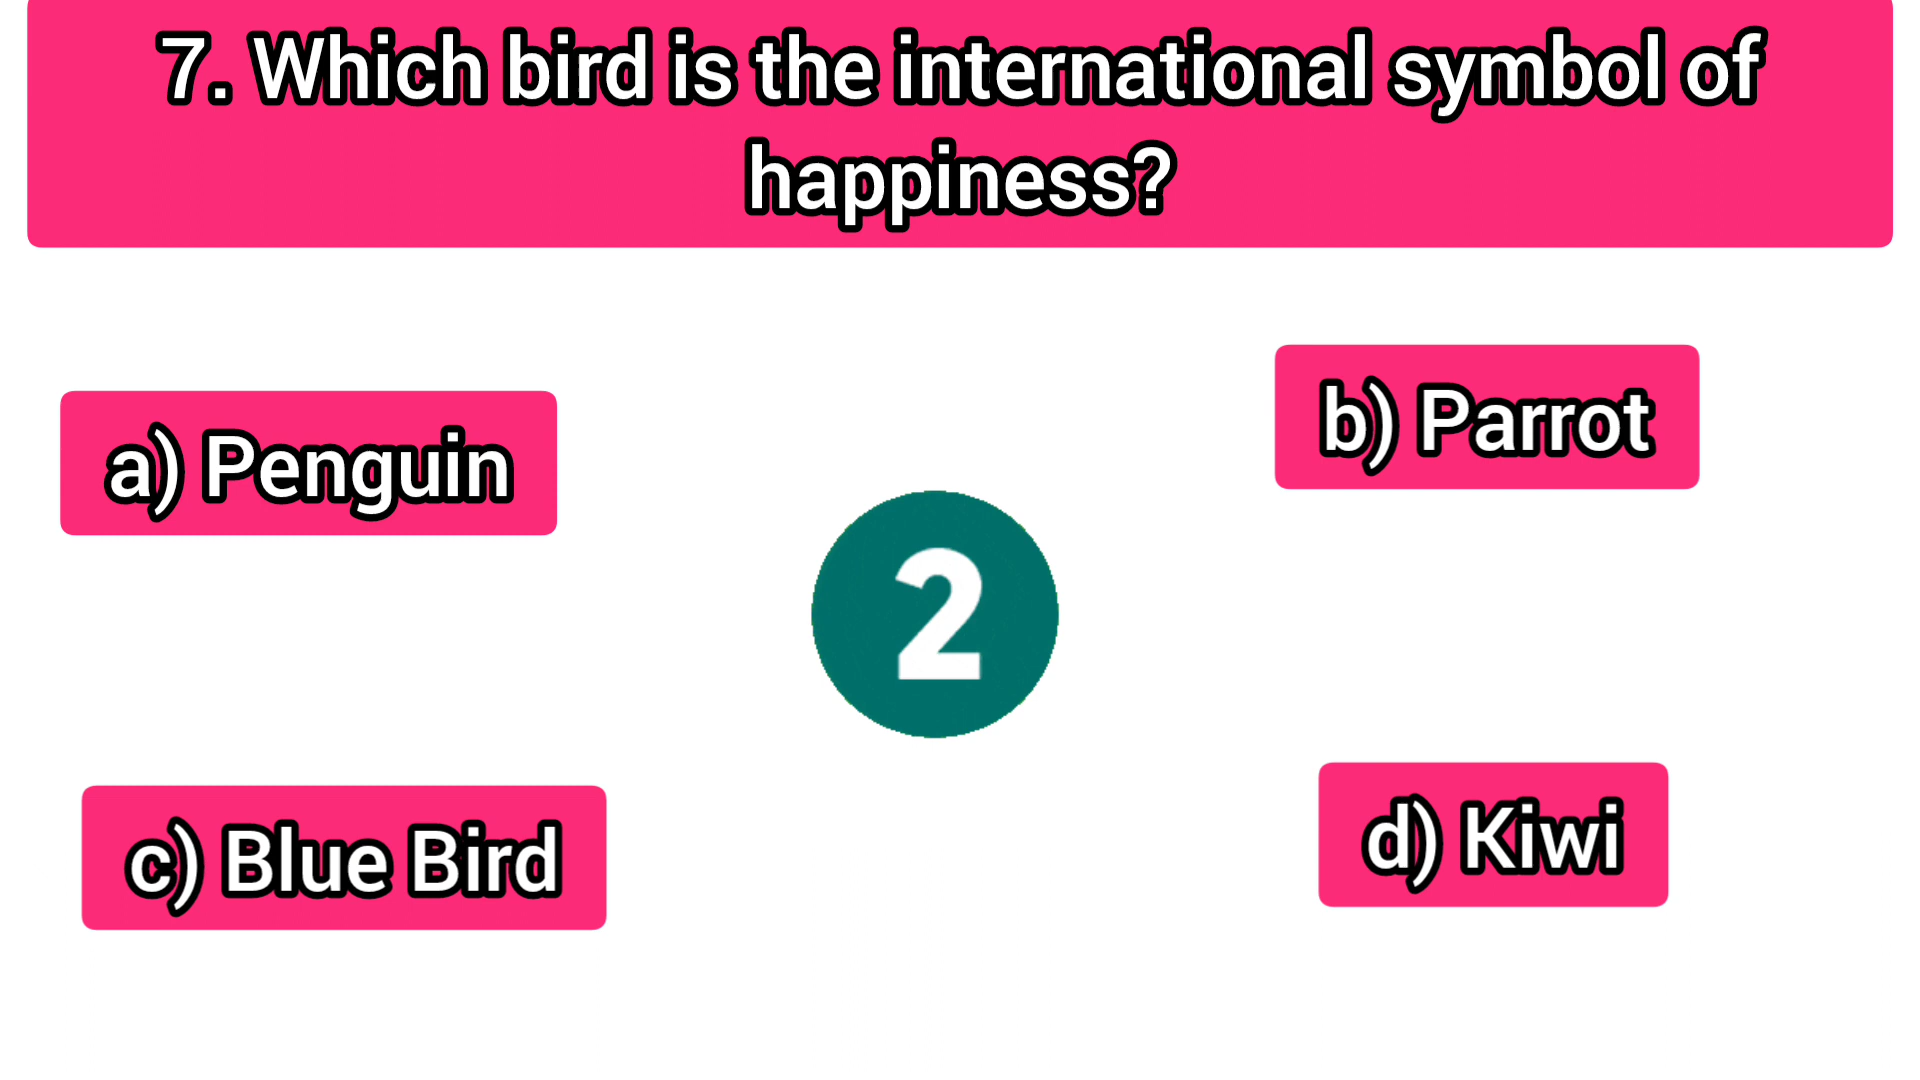 7. Which bird is the international symbol of
happiness?
a) Penguin
b) Parrot
2
c) Blue Bird
d) Kiwi